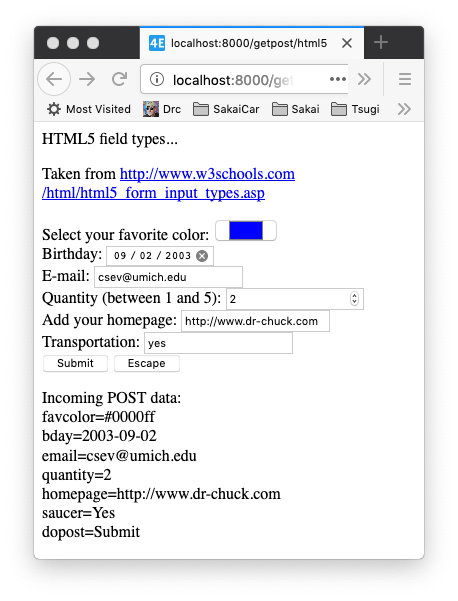 4E localhost:8000/getpost/html5
localhost:8000/get
Most Visited Drc SakaiCar Sakai Tsugi
HTML5 field types...
Taken from http://www.w3schools.com
/html/html5_form_input_types.asp
Select your favorite color:
Birthday: 09 / 02 / 2003
E-mail: csev@umich.edu
Quantity (between 1 and 5): 2
Add your homepage: http://www.dr-chuck.com
Transportation: yes
Submit Escape
Incoming POST data:
favcolor=#0000ff
bday=2003-09-02
email=csev@umich.edu
quantity=2
homepage=http://www.dr-chuck.com
saucer=Yes
dopost=Submit